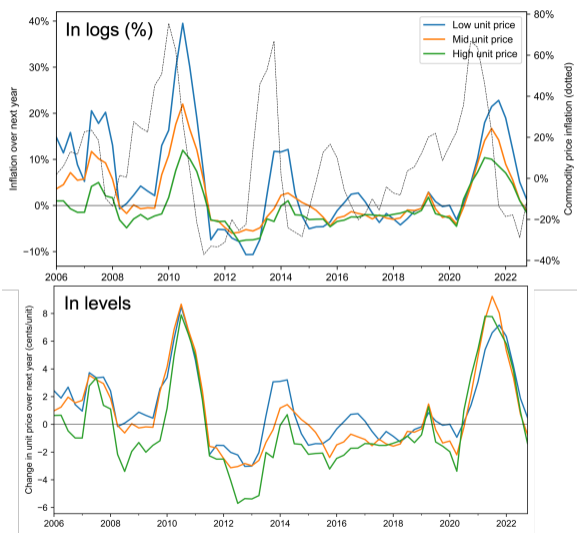 In logs (%)
Low unit price
Mid unit price
High unit price
Inflation over next year
40%
30%
20%
10%
0%
−10%
Commodity price inflation (dotted)
80%
60%
40%
20%
0%
−20%
−40%
2006 2008 2010 2012 2014 2016 2018 2020 2022
In levels
Change in unit price over next year (cents/unit)
8
6
4
2
0
−2
−4
−6
2006 2008 2010 2012 2014 2016 2018 2020 2022